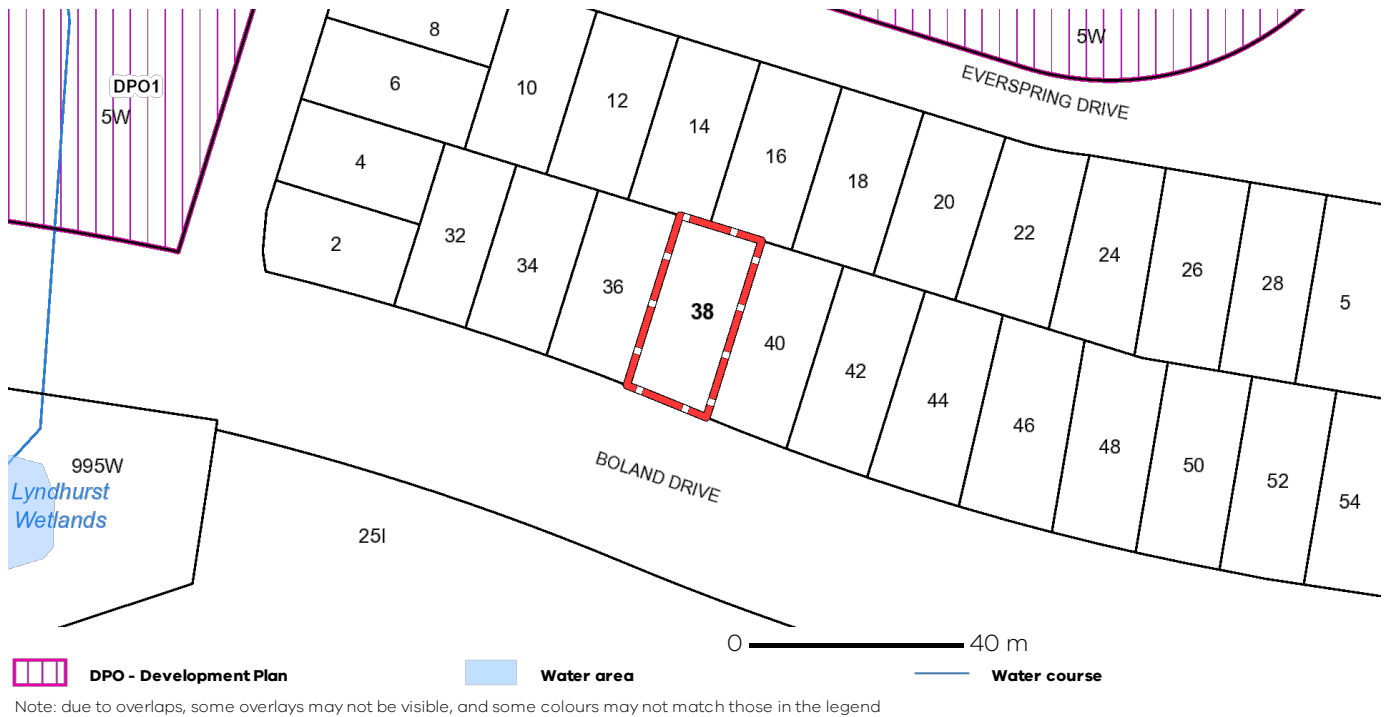 8
5W
6
DPO1
5W
10
12
14
16
18
20
22
24
26
28
5
EVERSPRING DRIVE
4
2
32
34
36
38
40
42
44
46
48
50
52
54
BOLAND DRIVE
995W
Lyndhurst
Wetlands
25I
0 40 m
DPO - Development Plan
Water area
Water course
Note: due to overlaps, some overlays may not be visible, and some colours may not match those in the legend